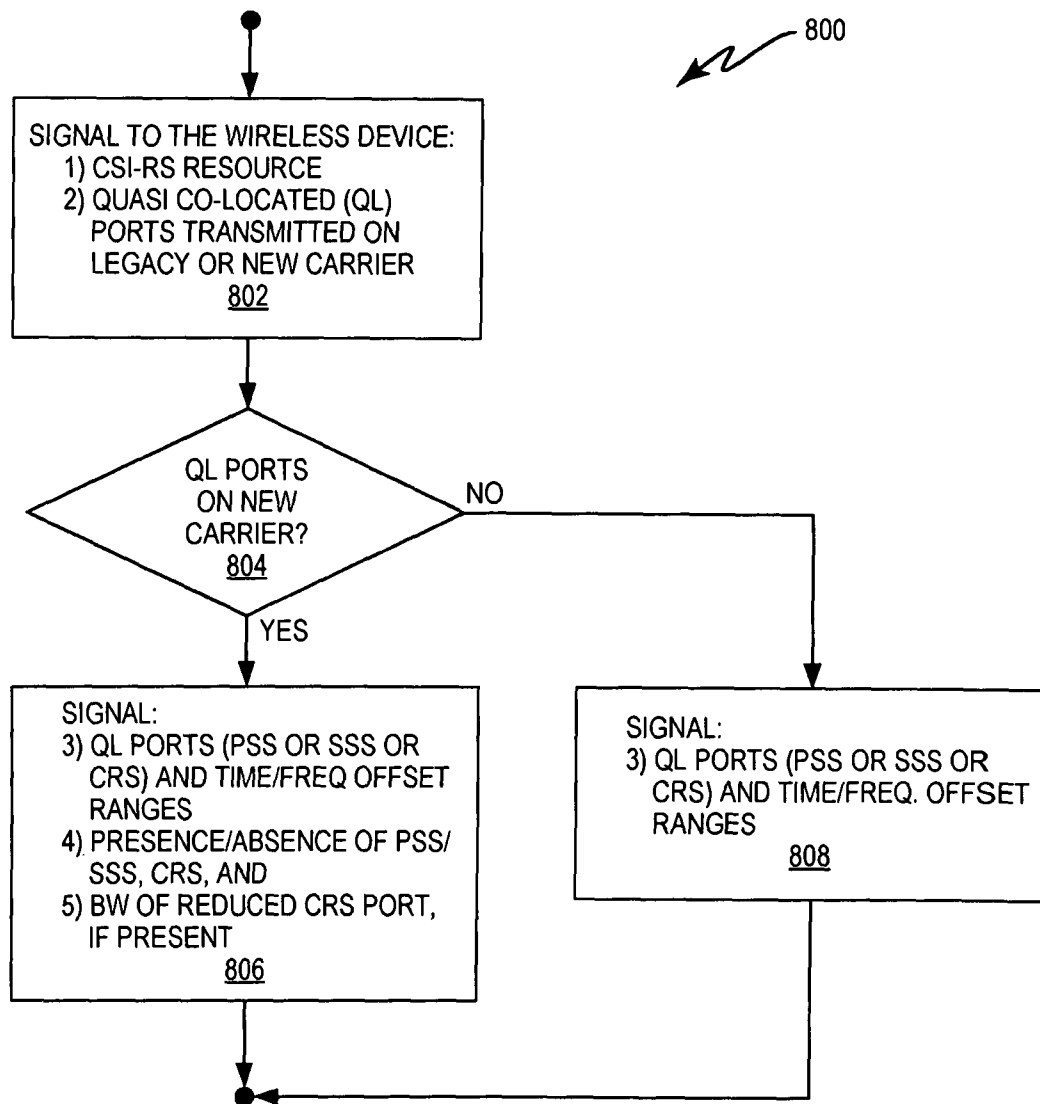 800
SIGNAL TO THE WIRELESS DEVICE:
1) CSI-RS RESOURCE
2) QUASI CO-LOCATED (QL)
PORTS TRANSMITTED ON
LEGACY OR NEW CARRIER
802
QL PORTS
ON NEW
CARRIER?
804
NO
YES
SIGNAL:
3) QL PORTS (PSS OR SSS OR
CRS) AND TIME/FREQ OFFSET
RANGES
4) PRESENCE/ABSENCE OF PSS/
SSS, CRS, AND
5) BW OF REDUCED CRS PORT,
IF PRESENT
806
SIGNAL:
3) QL PORTS (PSS OR SSS OR
CRS) AND TIME/FREQ. OFFSET
RANGES
808